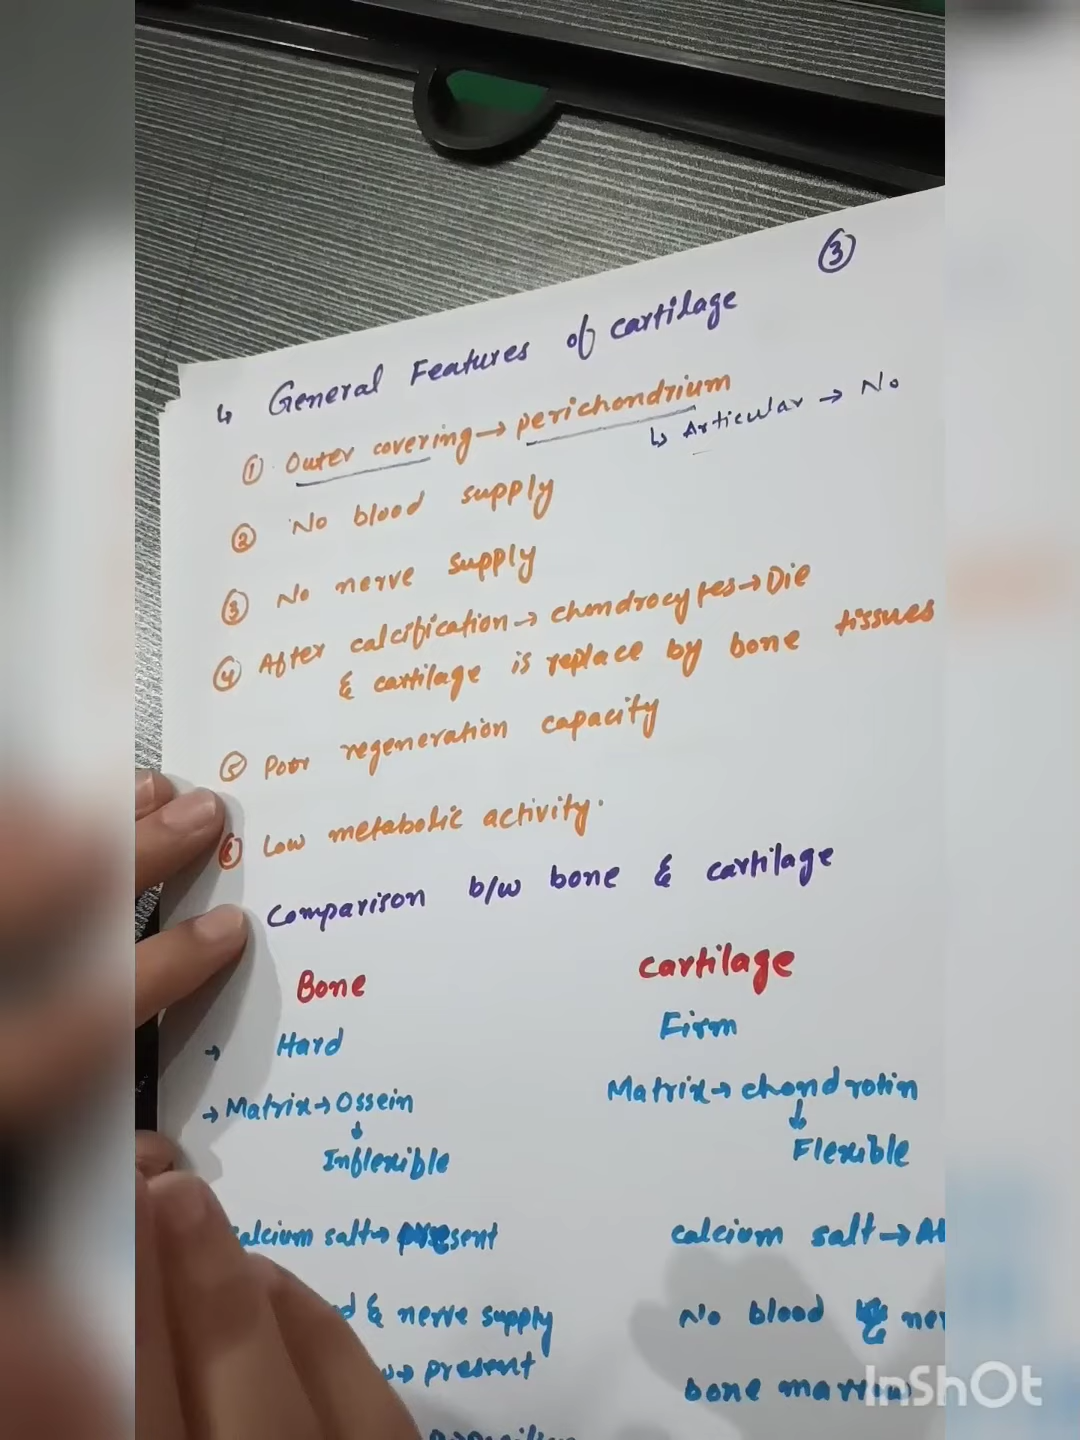 ③
↳ General Features of cartilage
① Outer covering → perichondrium
↳ Articular → No
② No blood supply
③ No nerve supply
④ After calcification → chondrocytes → Die
& cartilage is replace by bone tissues
⑤ Poor regeneration capacity
⑥ Low metabolic activity.
Comparison b/w bone & cartilage
Bone cartilage
→ Hard Firm
→ Matrix → Ossein Matrix → chondrotin
↓ ↓
Inflexible Flexible
calcium salt → present calcium salt →
& nerve supply No blood &
→ present bone marrow
InShOt